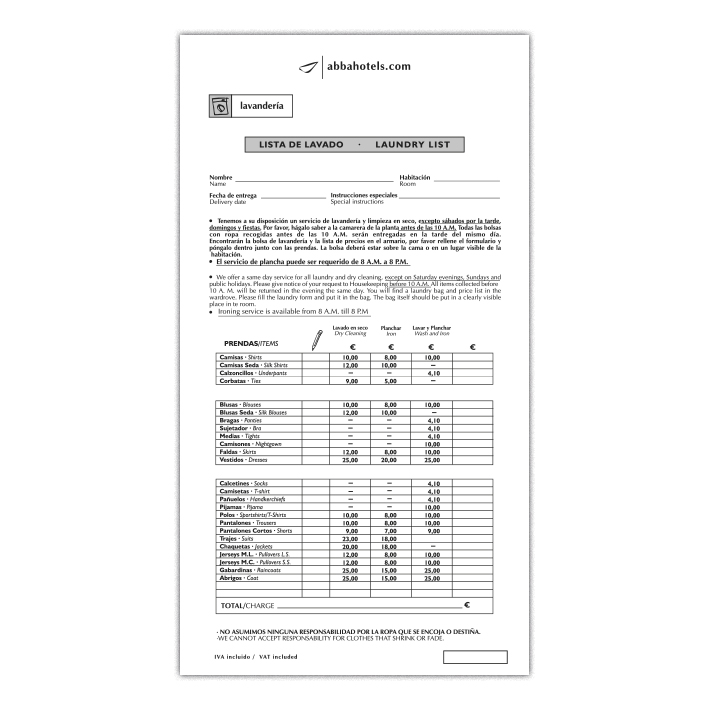 abbahotels.com
lavandería
LISTA DE LAVADO · LAUNDRY LIST
Nombre Habitación
Name Room
Fecha de entrega Instrucciones especiales
Delivery date Special instructions
• Tenemos a su disposición un servicio de lavandería y limpieza en seco, excepto sábados por la tarde,
domingos y fiestas. Por favor, hágalo saber a la camarera de la planta antes de las 10 A.M. Todas las bolsas
con ropa recogidas antes de las 10 A.M. serán entregadas en la tarde del mismo día.
Encontrarán la bolsa de lavandería y la lista de precios en el armario, por favor rellene el formulario y
póngalo dentro junto con las prendas. La bolsa deberá estar sobre la cama o en un lugar visible de la
habitación.
• El servicio de plancha puede ser requerido de 8 A.M. a 8 P.M.
• We offer a same day service for all laundry and dry cleaning, except on Saturday evenings, Sundays and
public holidays. Please give notice of your request to Housekeeping before 10 A.M. All items collected before
10 A. M. will be returned in the evening the same day. You will find a laundry bag and price list in the
wardrove. Please fill the laundry form and put it in the bag. The bag itself should be put in a clearly visible
place in te room.
• Ironing service is available from 8 A.M. till 8 P.M
Lavado en seco Planchar Lavar y Planchar
Dry Cleaning Iron Wash and Iron
PRENDAS/ITEMS € € € €
Camisas · Shirts 10,00 8,00 10,00
Camisas Seda · Silk Shirts 12,00 10,00 –
Calzoncillos · Underpants – – 4,10
Corbatas · Ties 9,00 5,00 –
Blusas · Blouses 10,00 8,00 10,00
Blusas Seda · Silk Blouses 12,00 10,00 –
Bragas · Panties – – 4,10
Sujetador · Bra – – 4,10
Medias · Tights – – 4,10
Camisones · Nightgown – – 10,00
Faldas · Skirts 12,00 8,00 10,00
Vestidos · Dresses 25,00 20,00 25,00
Calcetines · Socks – – 4,10
Camisetas · T-shirt – – 4,10
Pañuelos · Handkerchiefs – – 4,10
Pijamas · Pijama – – 10,00
Polos · Sportshirts/T-Shirts 10,00 8,00 10,00
Pantalones · Trousers 10,00 8,00 10,00
Pantalones Cortos · Shorts 9,00 7,00 9,00
Trajes · Suits 23,00 18,00
Chaquetas · Jackets 20,00 18,00 –
Jerseys M.L. · Pullovers L.S. 12,00 8,00 10,00
Jerseys M.C. · Pullovers S.S. 12,00 8,00 10,00
Gabardinas · Raincoats 25,00 15,00 25,00
Abrigos · Coat 25,00 15,00 25,00
TOTAL/CHARGE €
· NO ASUMIMOS NINGUNA RESPONSABILIDAD POR LA ROPA QUE SE ENCOJA O DESTIÑA.
·WE CANNOT ACCEPT RESPONSIBILITY FOR CLOTHES THAT SHRINK OR FADE.
IVA incluido / VAT included